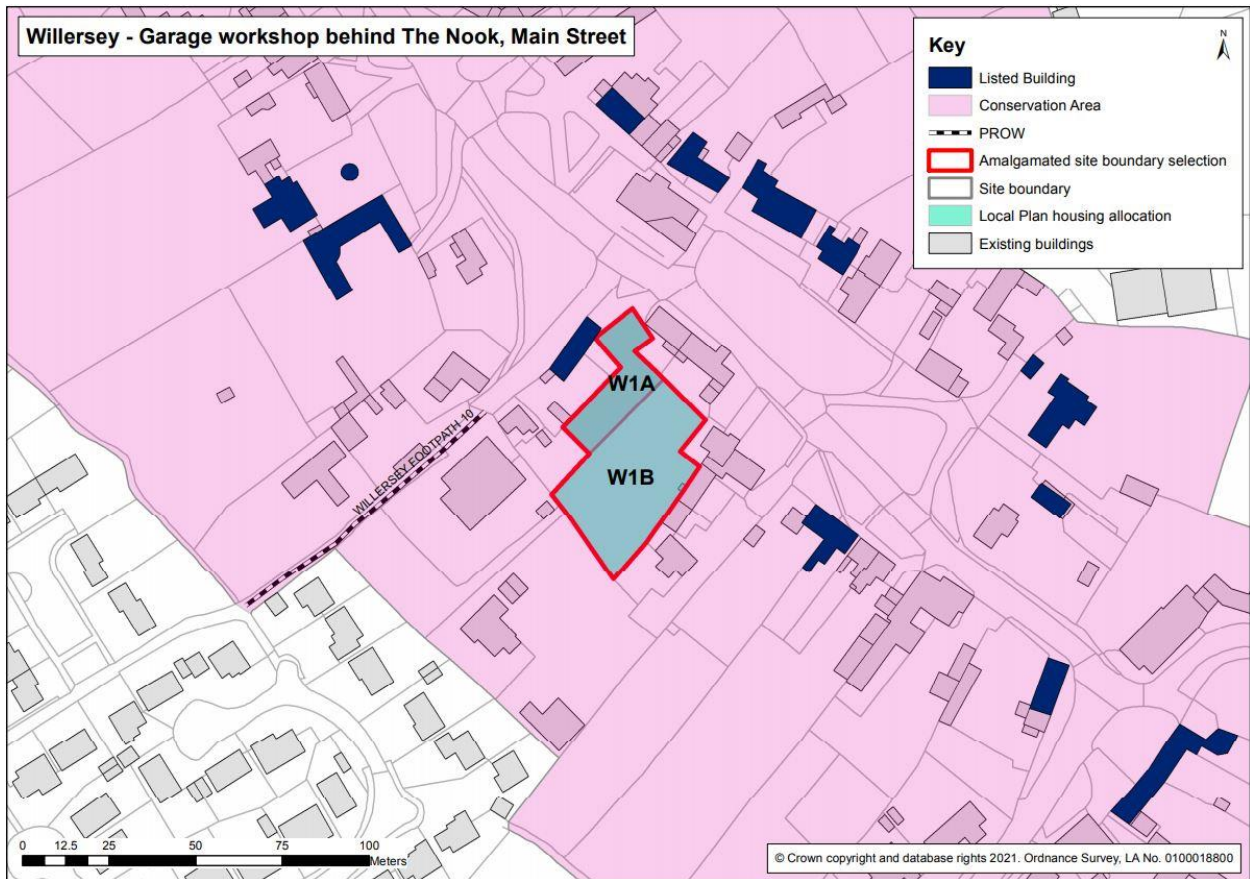 Willersey - Garage workshop behind The Nook, Main Street
Key
N
Listed Building
Conservation Area
PROW
Amalgamated site boundary selection
Site boundary
Local Plan housing allocation
Existing buildings
W1A
W1B
WILLERSEY FOOTPATH 10
0 12.5 25 50 75 100
Meters
© Crown copyright and database rights 2021. Ordnance Survey, LA No. 0100018800